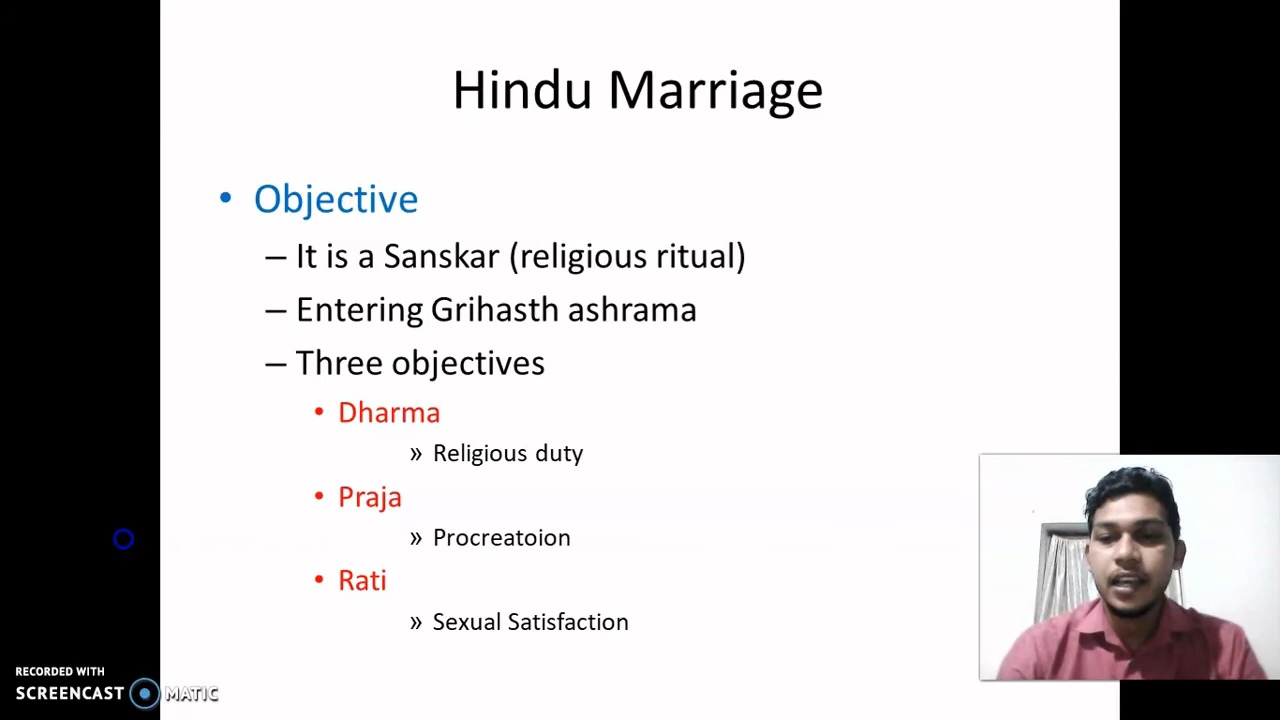 Hindu Marriage
• Objective
– It is a Sanskar (religious ritual)
– Entering Grihasth ashrama
– Three objectives
• Dharma
» Religious duty
• Praja
» Procreatoion
• Rati
» Sexual Satisfaction
RECORDED WITH
SCREENCAST MATIC